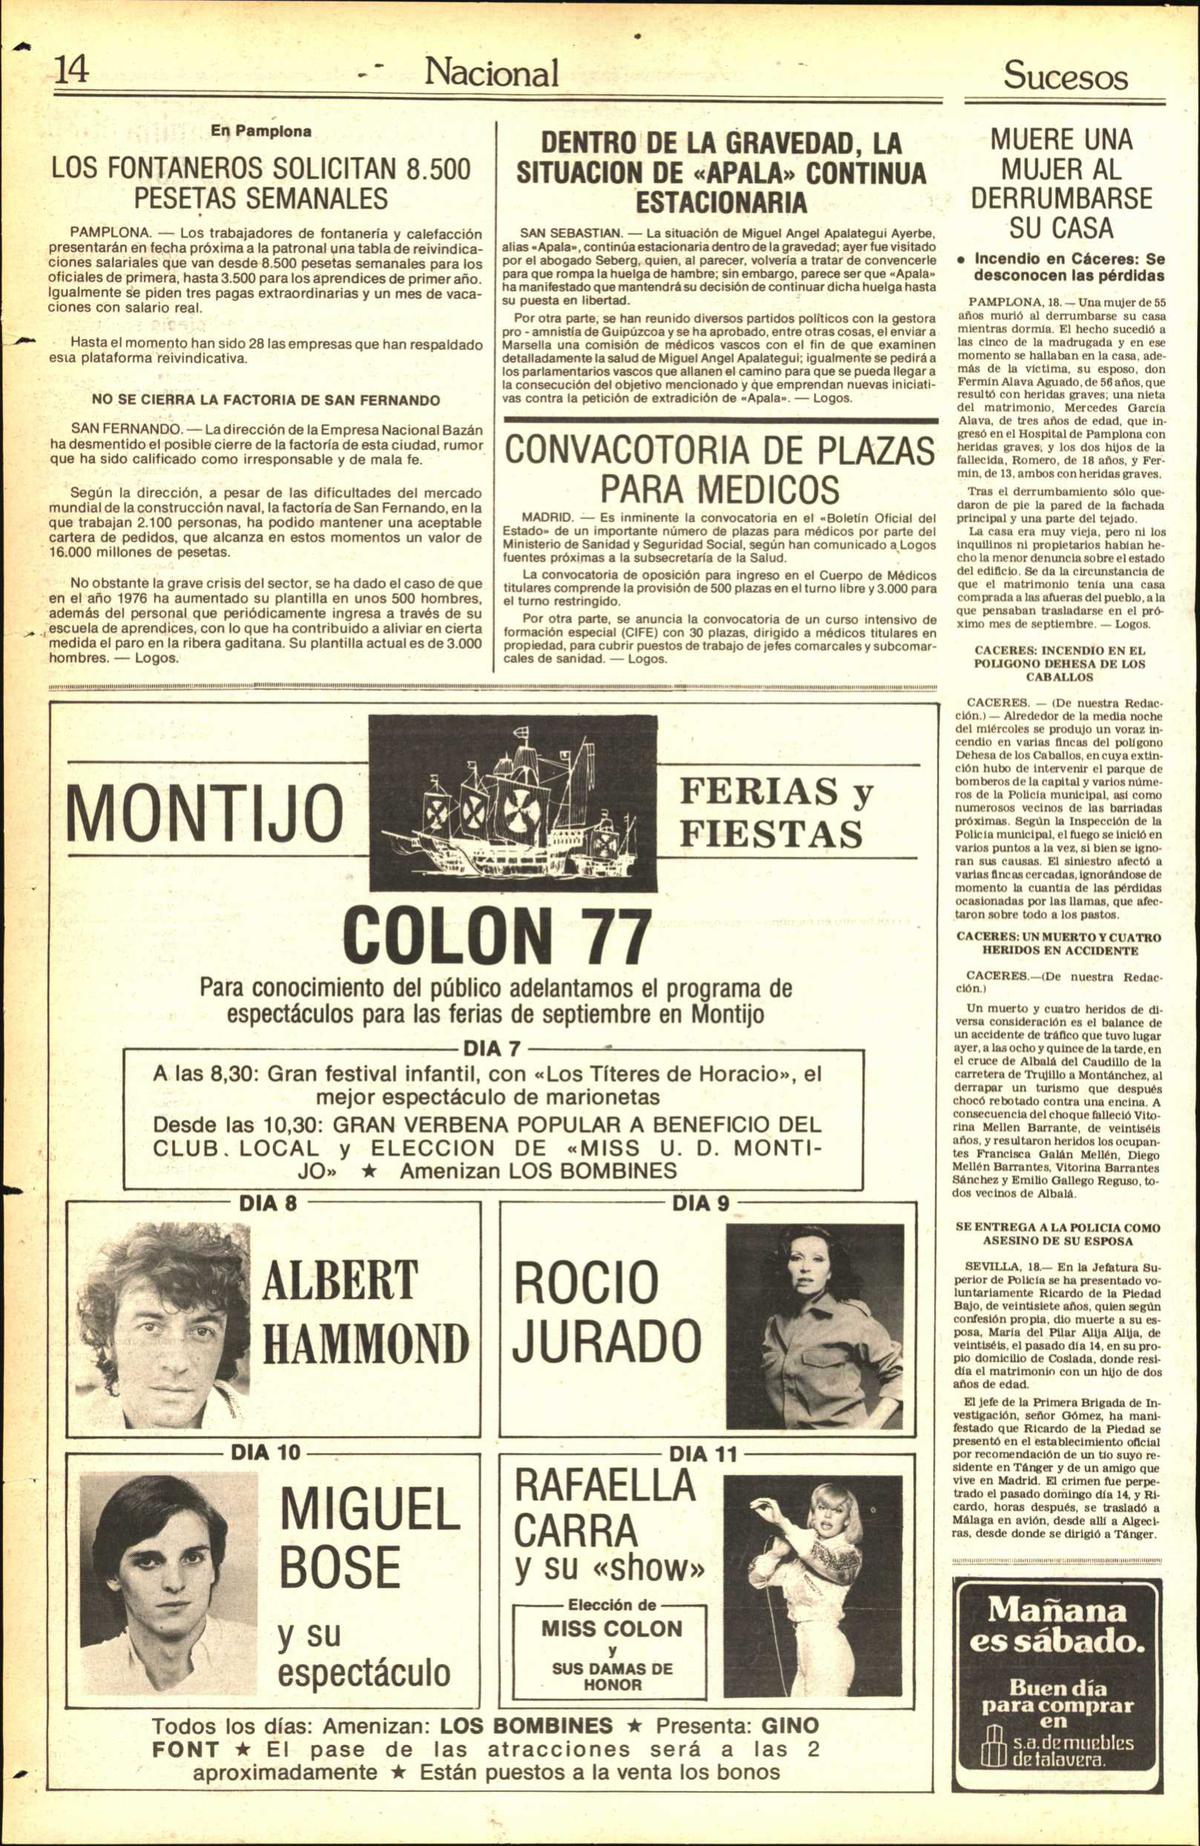 14
Nacional
Sucesos
En Pamplona
LOS FONTANEROS SOLICITAN 8.500
PESETAS SEMANALES
PAMPLONA. — Los trabajadores de fontanería y calefacción
presentarán en fecha próxima a la patronal una tabla de reivindica-
ciones salariales que van desde 8.500 pesetas semanales para los
oficiales de primera, hasta 3.500 para los aprendices de primer año.
Igualmente se piden tres pagas extraordinarias y un mes de vaca-
ciones con salario real.
Hasta el momento han sido 28 las empresas que han respaldado
esta plataforma reivindicativa.
NO SE CIERRA LA FACTORIA DE SAN FERNANDO
SAN FERNANDO. — La dirección de la Empresa Nacional Bazán
ha desmentido el posible cierre de la factoría de esta ciudad, rumor
que ha sido calificado como irresponsable y de mala fe.
Según la dirección, a pesar de las dificultades del mercado
mundial de la construcción naval, la factoría de San Fernando, en la
que trabajan 2.100 personas, ha podido mantener una aceptable
cartera de pedidos, que alcanza en estos momentos un valor de
16.000 millones de pesetas.
No obstante la grave crisis del sector, se ha dado el caso de que
en el año 1976 ha aumentado su plantilla en unos 500 hombres,
además del personal que periódicamente ingresa a través de su
escuela de aprendices, con lo que ha contribuido a aliviar en cierta
medida el paro en la ribera gaditana. Su plantilla actual es de 3.000
hombres. — Logos.
DENTRO DE LA GRAVEDAD, LA
SITUACION DE «APALA» CONTINUA
ESTACIONARIA
SAN SEBASTIAN. — La situación de Miguel Angel Apalategui Ayerbe,
alias «Apala», continúa estacionaria dentro de la gravedad; ayer fue visitado
por el abogado Seberg, quien, al parecer, volvería a tratar de convencerle
para que rompa la huelga de hambre; sin embargo, parece ser que «Apala»
ha manifestado que mantendrá su decisión de continuar dicha huelga hasta
su puesta en libertad.
Por otra parte, se han reunido diversos partidos políticos con la gestora
pro - amnistía de Guipúzcoa y se ha aprobado, entre otras cosas, el enviar a
Marsella una comisión de médicos vascos con el fin de que examinen
detalladamente la salud de Miguel Angel Apalategui; igualmente se pedirá a
los parlamentarios vascos que allanen el camino para que se pueda llegar a
la consecución del objetivo mencionado y que emprendan nuevas iniciati-
vas contra la petición de extradición de «Apala». — Logos.
CONVACOTORIA DE PLAZAS
PARA MEDICOS
MADRID. — Es inminente la convocatoria en el «Boletín Oficial del
Estado» de un importante número de plazas para médicos por parte del
Ministerio de Sanidad y Seguridad Social, según han comunicado a Logos
fuentes próximas a la subsecretaría de la Salud.
La convocatoria de oposición para ingreso en el Cuerpo de Médicos
titulares comprende la provisión de 500 plazas en el turno libre y 3.000 para
el turno restringido.
Por otra parte, se anuncia la convocatoria de un curso intensivo de
formación especial (CIFE) con 30 plazas, dirigido a médicos titulares en
propiedad, para cubrir puestos de trabajo de jefes comarcales y subcomar-
cales de sanidad. — Logos.
MUERE UNA
MUJER AL
DERRUMBARSE
SU CASA
● Incendio en Cáceres: Se
desconocen las pérdidas
PAMPLONA, 18. — Una mujer de 55
años murió al derrumbarse su casa
mientras dormía. El hecho sucedió a
las cinco de la madrugada y en ese
momento se hallaban en la casa, ade-
más de la víctima, su esposo, don
Fermín Alava Aguado, de 56 años, que
resultó con heridas graves; una nieta
del matrimonio, Mercedes García
Alava, de tres años de edad, que in-
gresó en el Hospital de Pamplona con
heridas graves; y los dos hijos de la
fallecida, Romero, de 18 años, y Fer-
mín, de 13, ambos con heridas graves.
Tras el derrumbamiento sólo que-
daron de pie la pared de la fachada
principal y una parte del tejado.
La casa era muy vieja, pero ni los
inquilinos ni propietarios habían he-
cho la menor denuncia sobre el estado
del edificio. Se da la circunstancia de
que el matrimonio tenía una casa
comprada a las afueras del pueblo, a la
que pensaban trasladarse en el pró-
ximo mes de septiembre. — Logos.
CACERES: INCENDIO EN EL
POLIGONO DEHESA DE LOS
CABALLOS
CACERES. — (De nuestra Redac-
ción.) — Alrededor de la media noche
del miércoles se produjo un voraz in-
cendio en varias fincas del polígono
Dehesa de los Caballos, en cuya extin-
ción hubo de intervenir el parque de
bomberos de la capital y varios núme-
ros de la Policía municipal, así como
numerosos vecinos de las barriadas
próximas. Según la Inspección de la
Policía municipal, el fuego se inició en
varios puntos a la vez, si bien se igno-
ran sus causas. El siniestro afectó a
varias fincas cercadas, ignorándose de
momento la cuantía de las pérdidas
ocasionadas por las llamas, que afec-
taron sobre todo a los pastos.
CACERES: UN MUERTO Y CUATRO
HERIDOS EN ACCIDENTE
CACERES.—(De nuestra Redac-
ción.)
Un muerto y cuatro heridos de di-
versa consideración es el balance de
un accidente de tráfico que tuvo lugar
ayer, a las ocho y quince de la tarde, en
el cruce de Albalá del Caudillo de la
carretera de Trujillo a Montánchez, al
derrapar un turismo que después
chocó rebotado contra una encina. A
consecuencia del choque falleció Vito-
rina Mellen Barrante, de veintiséis
años, y resultaron heridos los ocupan-
tes Francisca Galán Mellén, Diego
Mellén Barrantes, Vitorina Barrantes
Sánchez y Emilio Gallego Reguso, to-
dos vecinos de Albalá.
SE ENTREGA A LA POLICIA COMO
ASESINO DE SU ESPOSA
SEVILLA, 18.— En la Jefatura Su-
perior de Policía se ha presentado vo-
luntariamente Ricardo de la Piedad
Bajo, de veintisiete años, quien según
confesión propia, dio muerte a su es-
posa, María del Pilar Alija Alija, de
veintiséis, el pasado día 14, en su pro-
pio domicilio de Coslada, donde resi-
día el matrimonio con un hijo de dos
años de edad.
El jefe de la Primera Brigada de In-
vestigación, señor Gómez, ha mani-
festado que Ricardo de la Piedad se
presentó en el establecimiento oficial
por recomendación de un tío suyo re-
sidente en Tánger y de un amigo que
vive en Madrid. El crimen fue perpe-
trado el pasado domingo día 14, y Ri-
cardo, horas después, se trasladó a
Málaga en avión, desde allí a Algeci-
ras, desde donde se dirigió a Tánger.
MONTIJO
FERIAS y
FIESTAS
COLON 77
Para conocimiento del público adelantamos el programa de
espectáculos para las ferias de septiembre en Montijo
DIA 7
A las 8,30: Gran festival infantil, con «Los Títeres de Horacio», el
mejor espectáculo de marionetas
Desde las 10,30: GRAN VERBENA POPULAR A BENEFICIO DEL
CLUB. LOCAL y ELECCION DE «MISS U. D. MONTI-
JO» ★ Amenizan LOS BOMBINES
DIA 8
ALBERT
HAMMOND
DIA 9
ROCIO
JURADO
DIA 10
MIGUEL
BOSE
y su
espectáculo
DIA 11
RAFAELLA
CARRA
y su «show»
Elección de
MISS COLON
y
SUS DAMAS DE
HONOR
Todos los días: Amenizan: LOS BOMBINES ★ Presenta: GINO
FONT ★ El pase de las atracciones será a las 2
aproximadamente ★ Están puestos a la venta los bonos
Mañana
es sábado.
Buen día
para comprar
en
s.a. de muebles
de talavera.